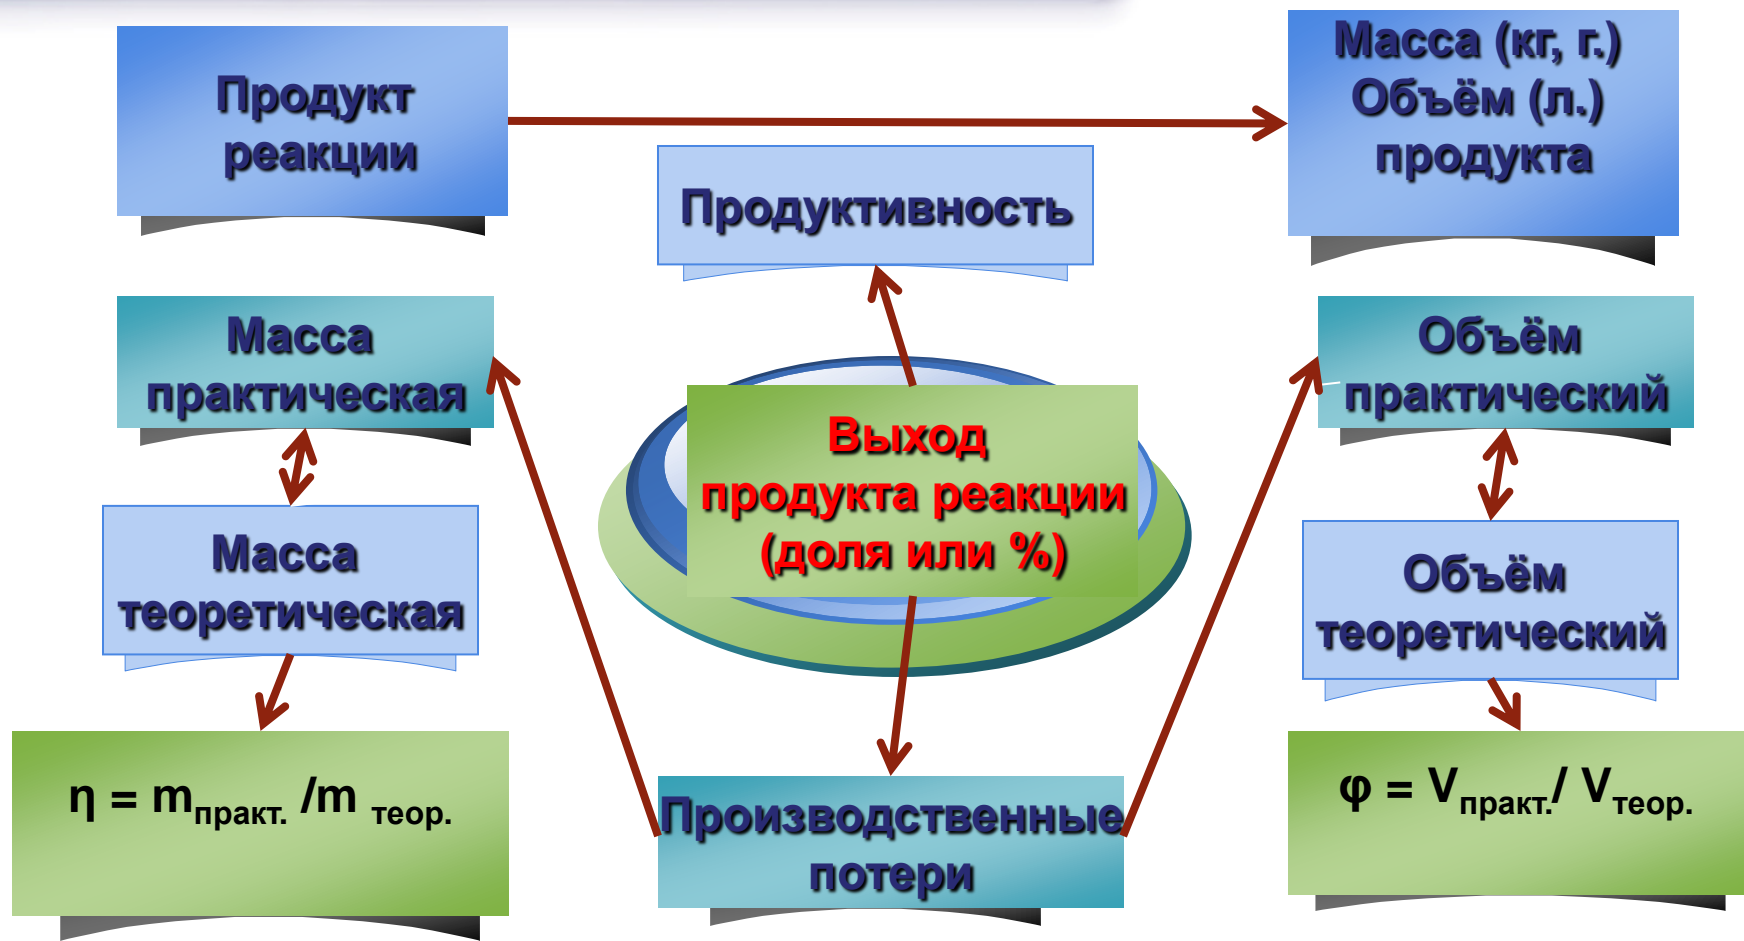 Продукт
реакции
Масса (кг, г.)
Объём (л.)
продукта
Продуктивность
Масса
практическая
Объём
практический
Выход
продукта реакции
(доля или %)
Масса
теоретическая
Объём
теоретический
η = mпракт. /m теор.
Производственные
потери
φ = Vпракт./ Vтеор.